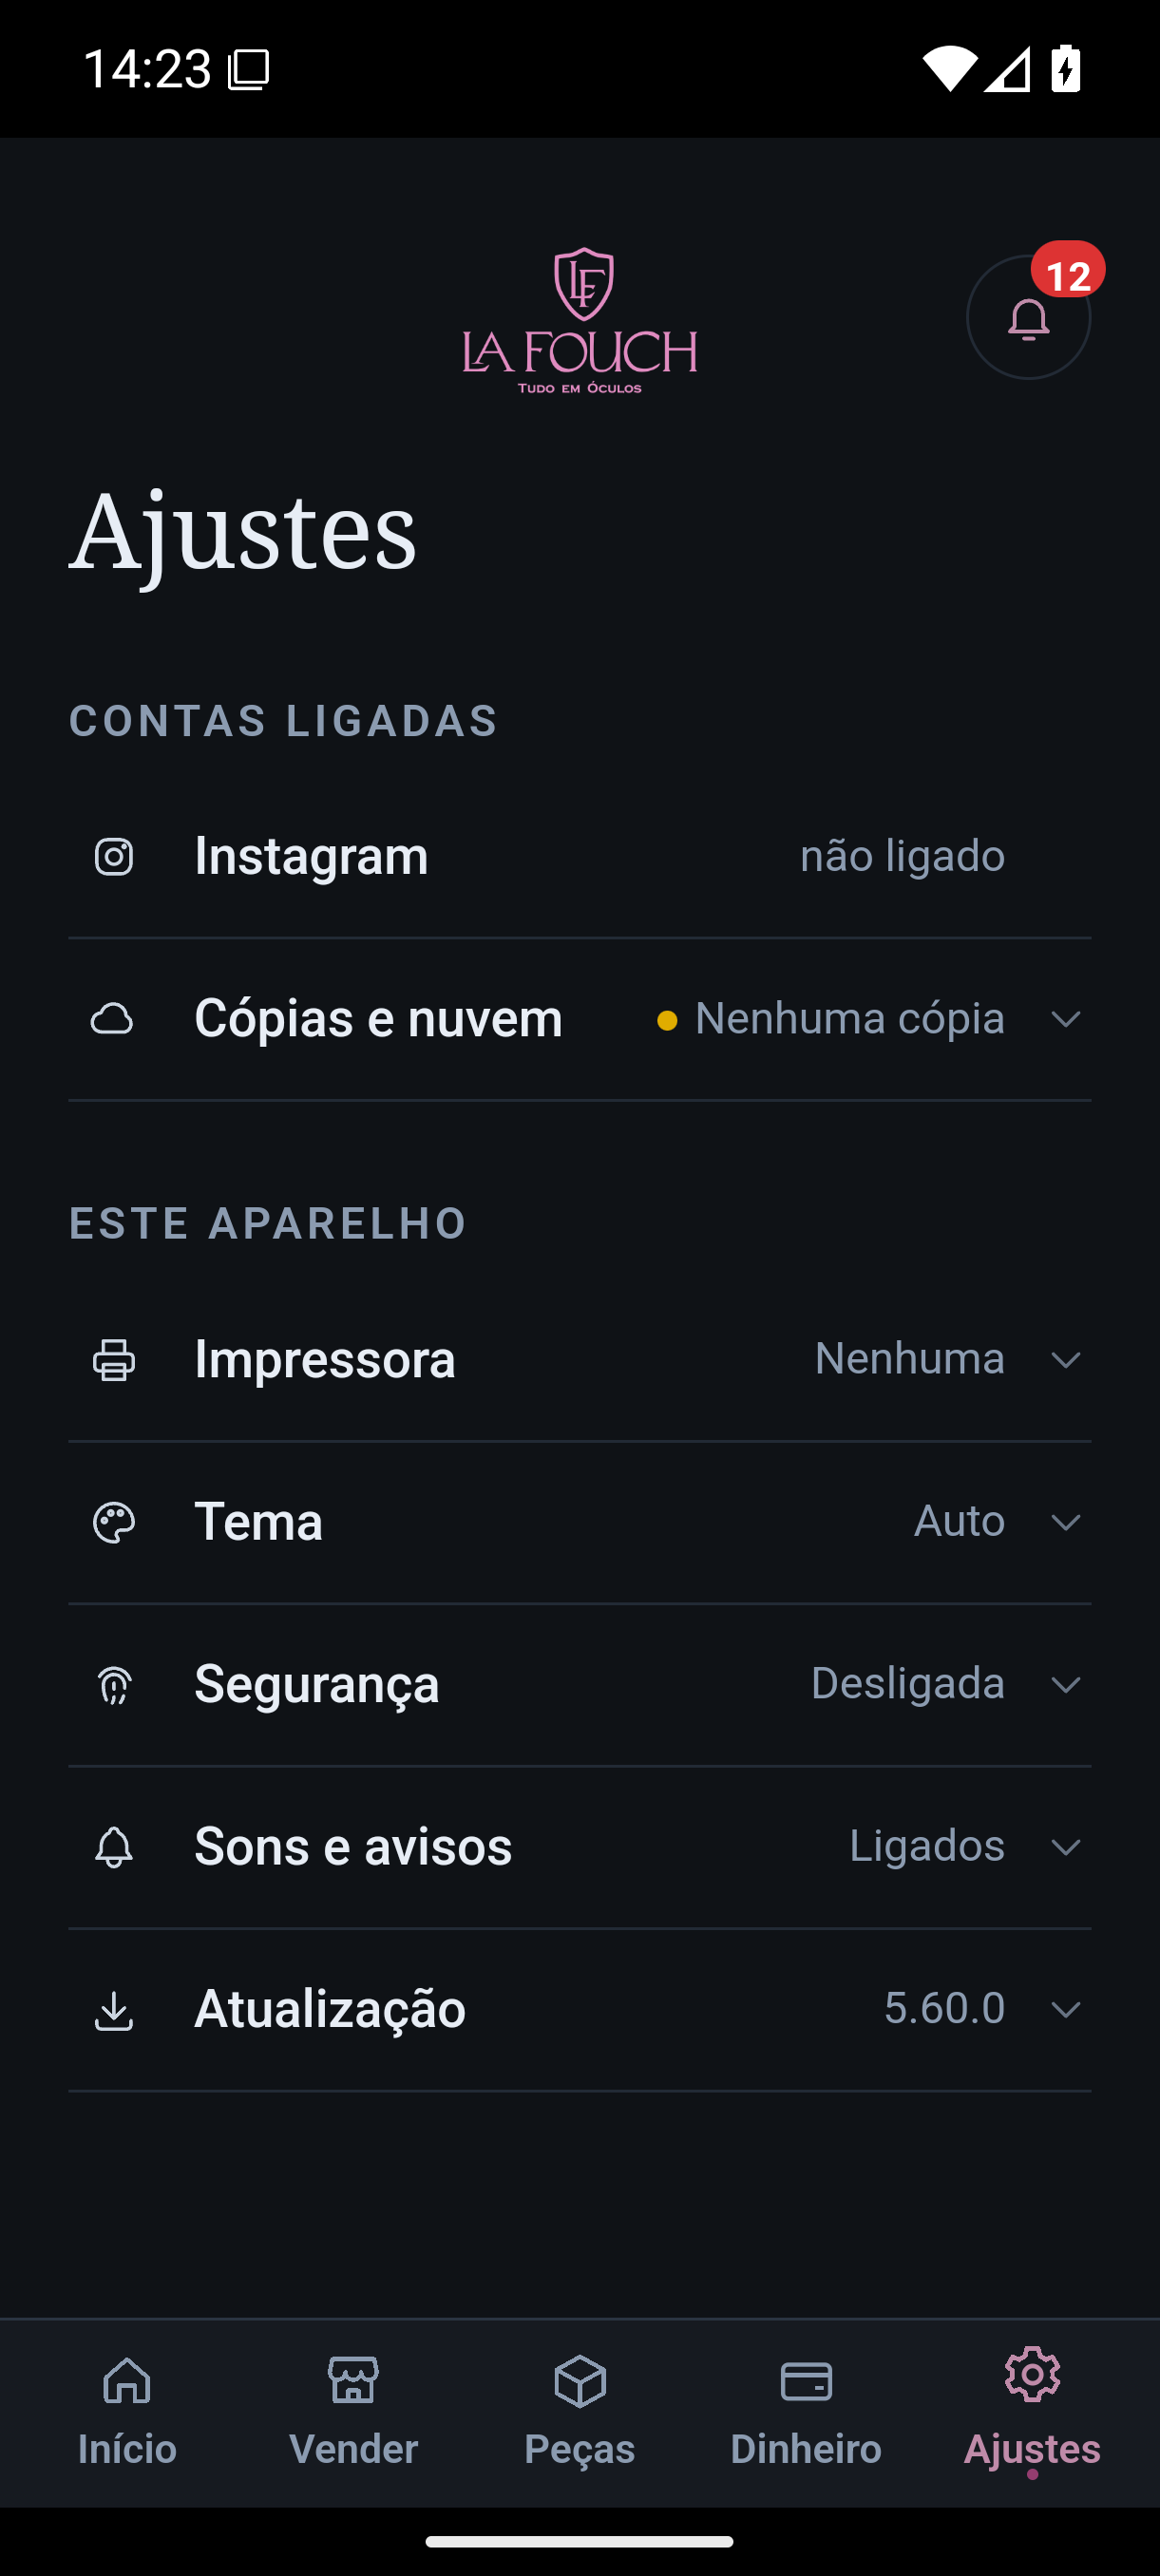 14:23
12
LF
LA FOUCH
TUDO EM ÓCULOS
Ajustes
CONTAS LIGADAS
Instagram não ligado
Cópias e nuvem Nenhuma cópia
ESTE APARELHO
Impressora Nenhuma
Tema Auto
Segurança Desligada
Sons e avisos Ligados
Atualização 5.60.0
Início Vender Peças Dinheiro Ajustes